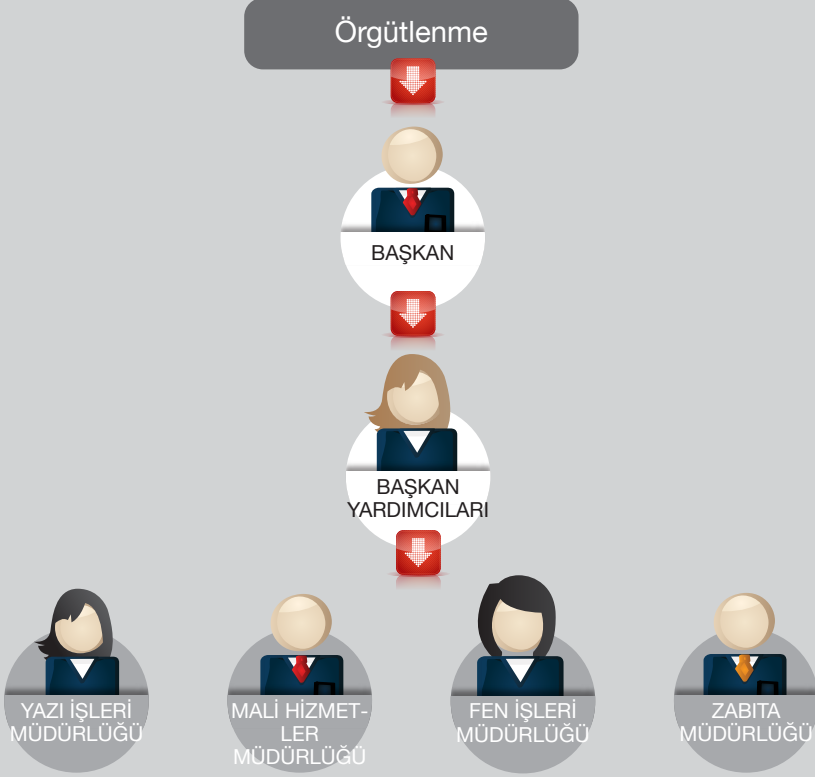 Örgütlenme
BAŞKAN
BAŞKAN
YARDIMCILARI
YAZI İŞLERİ
MÜDÜRLÜĞÜ
MALİ HİZMET-
LER
MÜDÜRLÜĞÜ
FEN İŞLERİ
MÜDÜRLÜĞÜ
ZABITA
MÜDÜRLÜĞÜ